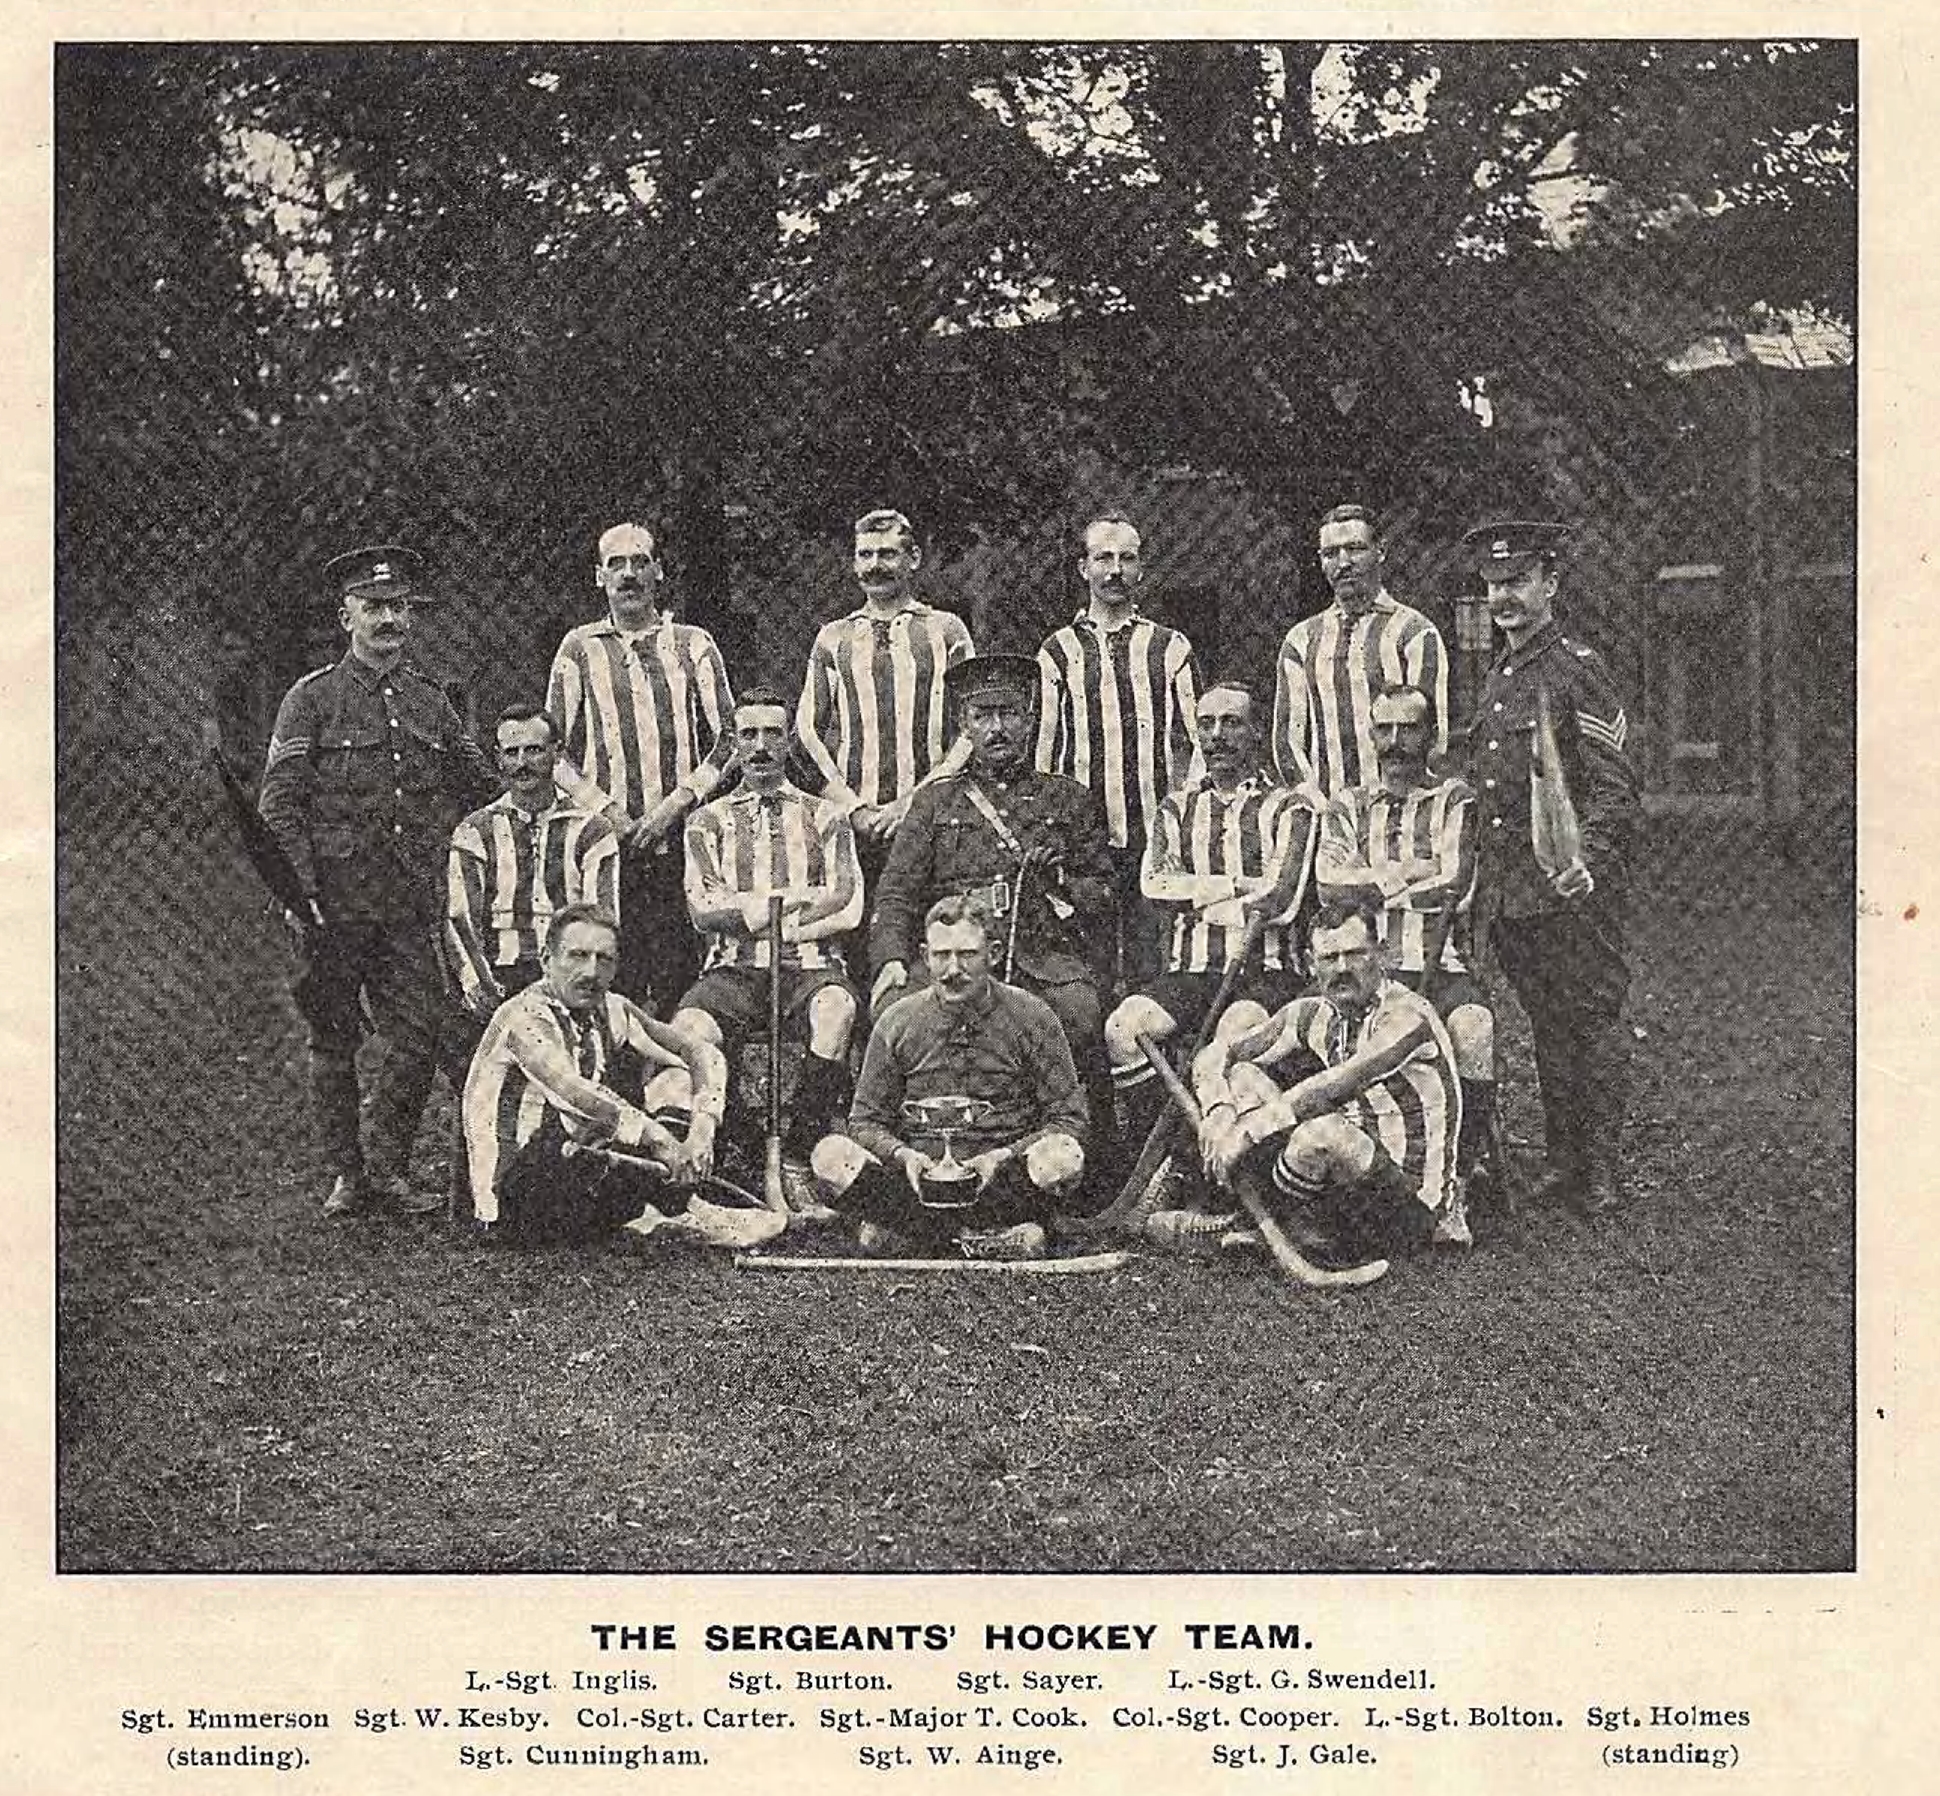 THE SERGEANTS' HOCKEY TEAM.
L.-Sgt. Inglis. Sgt. Burton. Sgt. Sayer. L.-Sgt. G. Swendell.
Sgt. Emmerson Sgt. W. Kesby. Col.-Sgt. Carter. Sgt.-Major T. Cook. Col.-Sgt. Cooper. L.-Sgt. Bolton. Sgt. Holmes
(standing). Sgt. Cunningham. Sgt. W. Ainge. Sgt. J. Gale. (standing)